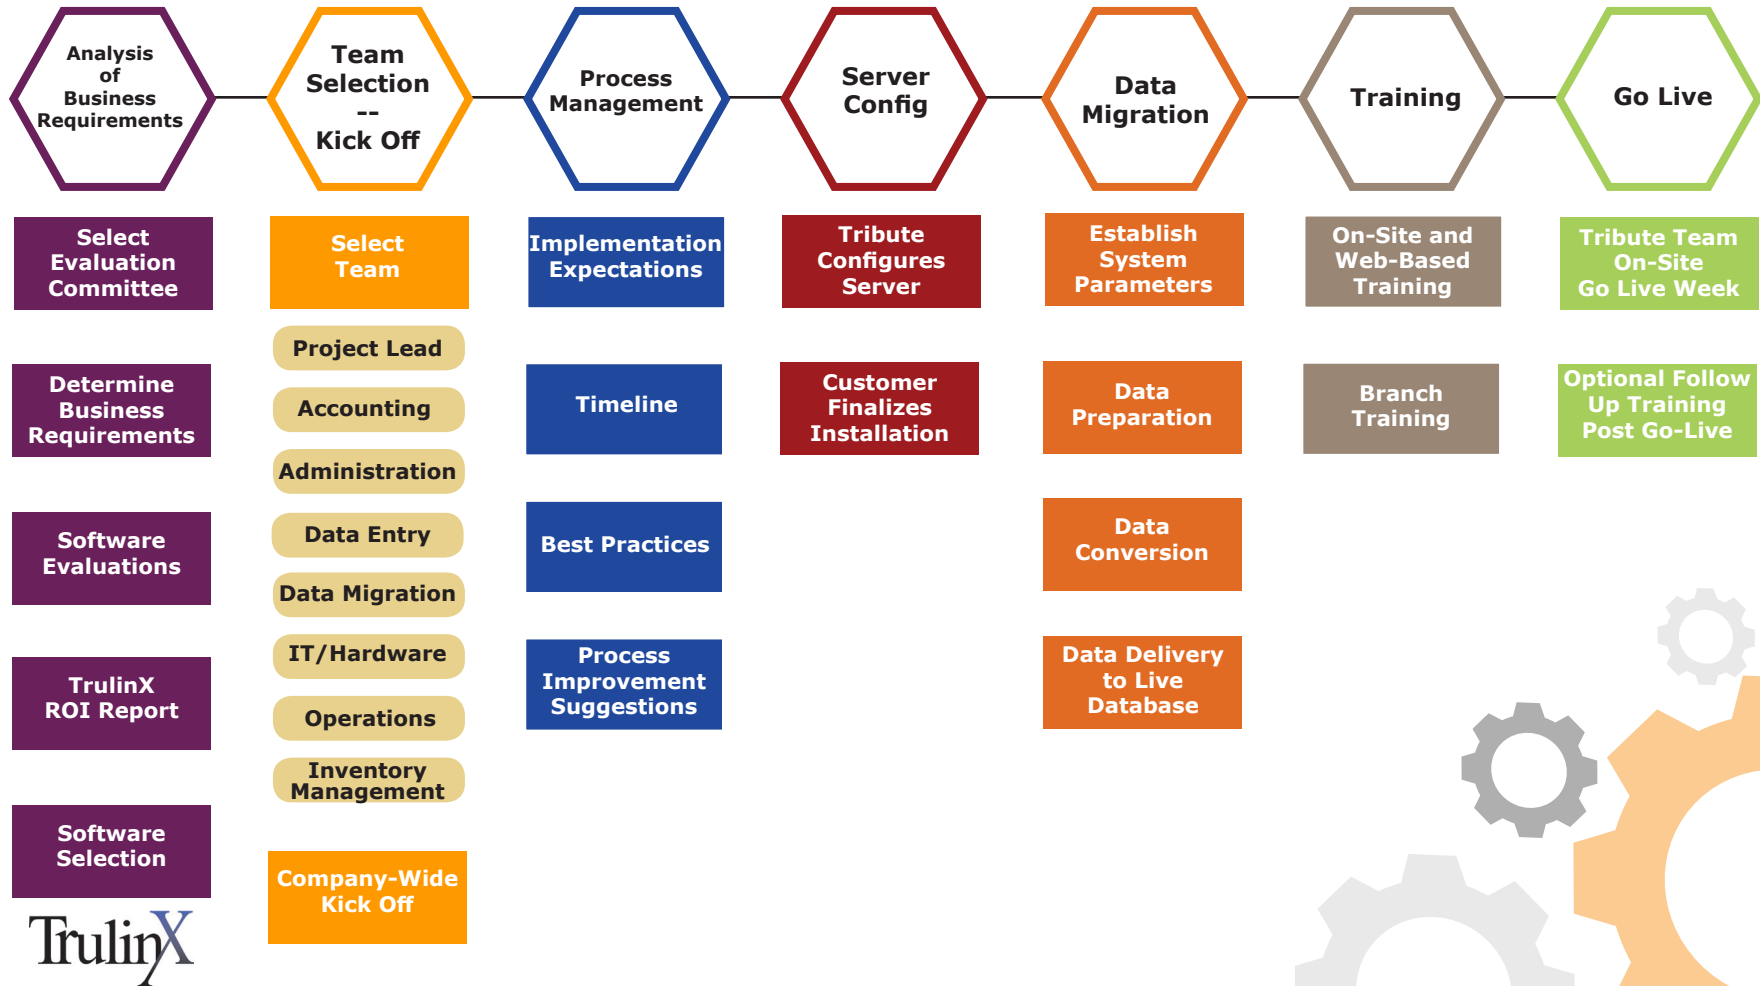 Analysis
of
Business
Requirements
Team
Selection
--
Kick Off
Process
Management
Server
Config
Data
Migration
Training
Go Live
Select
Evaluation
Committee
Determine
Business
Requirements
Software
Evaluations
TrulinX
ROI Report
Software
Selection
Select
Team
Project Lead
Accounting
Administration
Data Entry
Data Migration
IT/Hardware
Operations
Inventory
Management
Company-Wide
Kick Off
Implementation
Expectations
Timeline
Best Practices
Process
Improvement
Suggestions
Tribute
Configures
Server
Customer
Finalizes
Installation
Establish
System
Parameters
Data
Preparation
Data
Conversion
Data Delivery
to Live
Database
On-Site and
Web-Based
Training
Branch
Training
Tribute Team
On-Site
Go Live Week
Optional Follow
Up Training
Post Go-Live
TrulinX